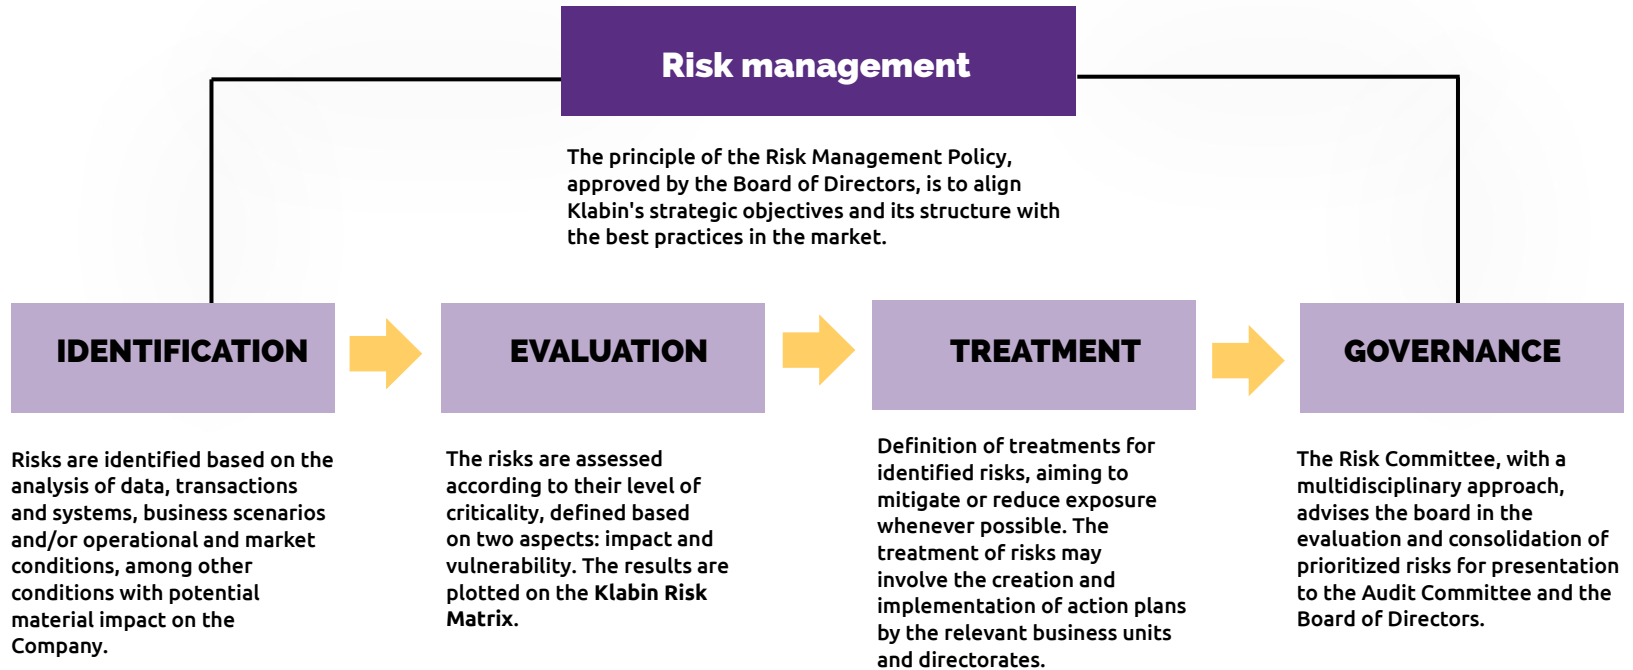 Risk management
The principle of the Risk Management Policy,
approved by the Board of Directors, is to align
Klabin's strategic objectives and its structure with
the best practices in the market.
IDENTIFICATION
Risks are identified based on the
analysis of data, transactions
and systems, business scenarios
and/or operational and market
conditions, among other
conditions with potential
material impact on the
Company.
EVALUATION
The risks are assessed
according to their level of
criticality, defined based
on two aspects: impact and
vulnerability. The results are
plotted on the Klabin Risk
Matrix.
TREATMENT
Definition of treatments for
identified risks, aiming to
mitigate or reduce exposure
whenever possible. The
treatment of risks may
involve the creation and
implementation of action plans
by the relevant business units
and directorates.
GOVERNANCE
The Risk Committee, with a
multidisciplinary approach,
advises the board in the
evaluation and consolidation of
prioritized risks for presentation
to the Audit Committee and the
Board of Directors.